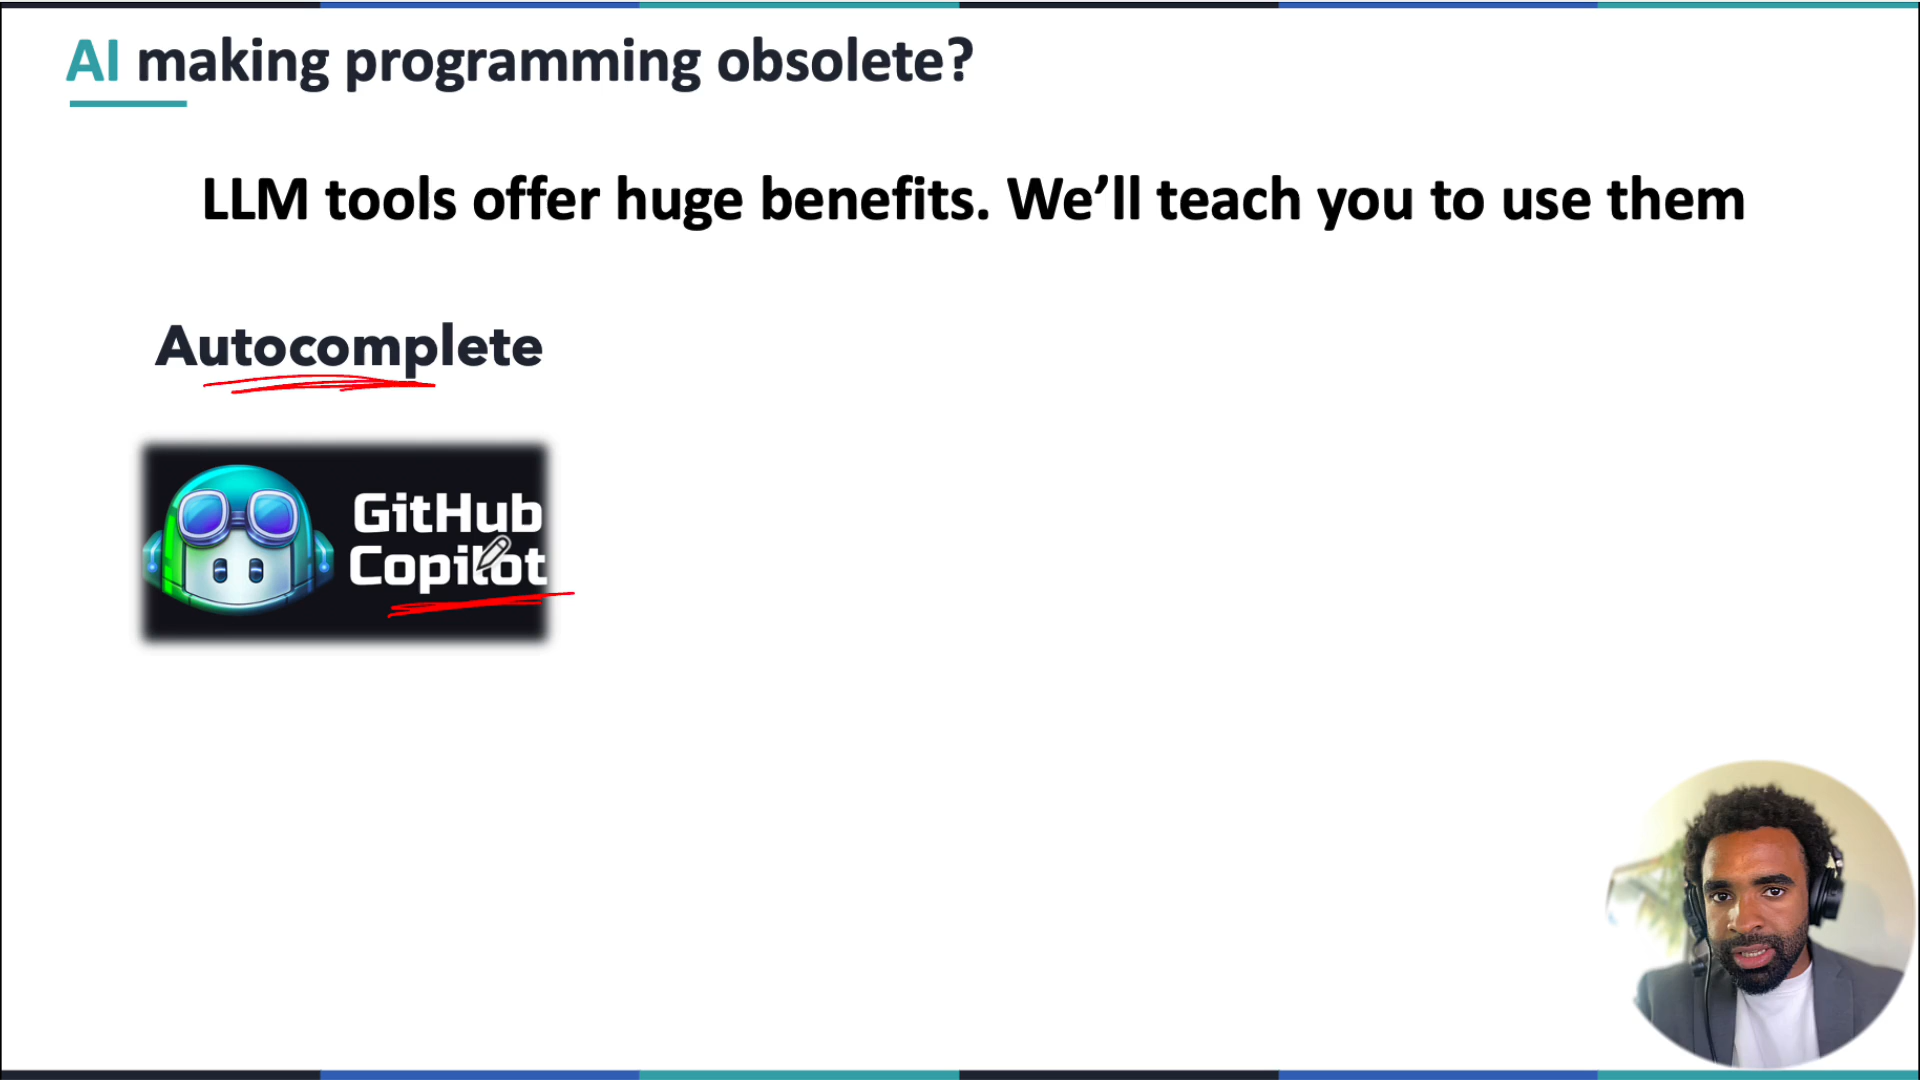 AI making programming obsolete?
LLM tools offer huge benefits. We’ll teach you to use them
Autocomplete
GitHub
Copilot